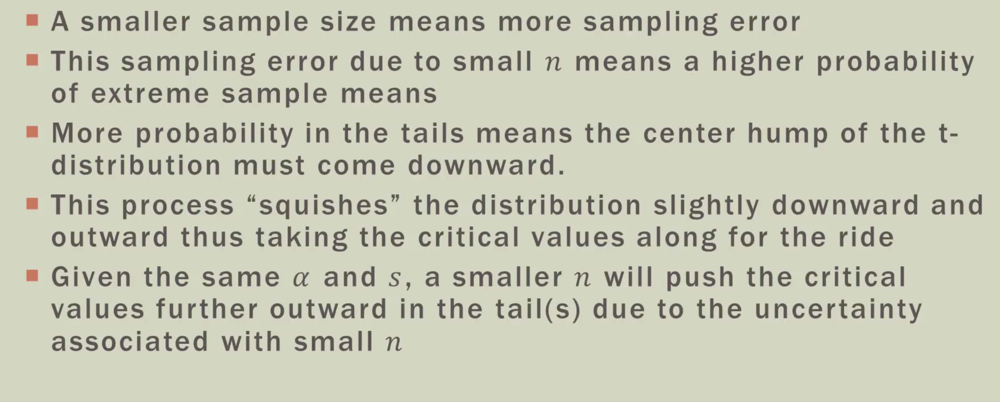 ■ A smaller sample size means more sampling error
■ This sampling error due to small n means a higher probability
of extreme sample means
■ More probability in the tails means the center hump of the t-
distribution must come downward.
■ This process “squishes” the distribution slightly downward and
outward thus taking the critical values along for the ride
■ Given the same α and s, a smaller n will push the critical
values further outward in the tail(s) due to the uncertainty
associated with small n